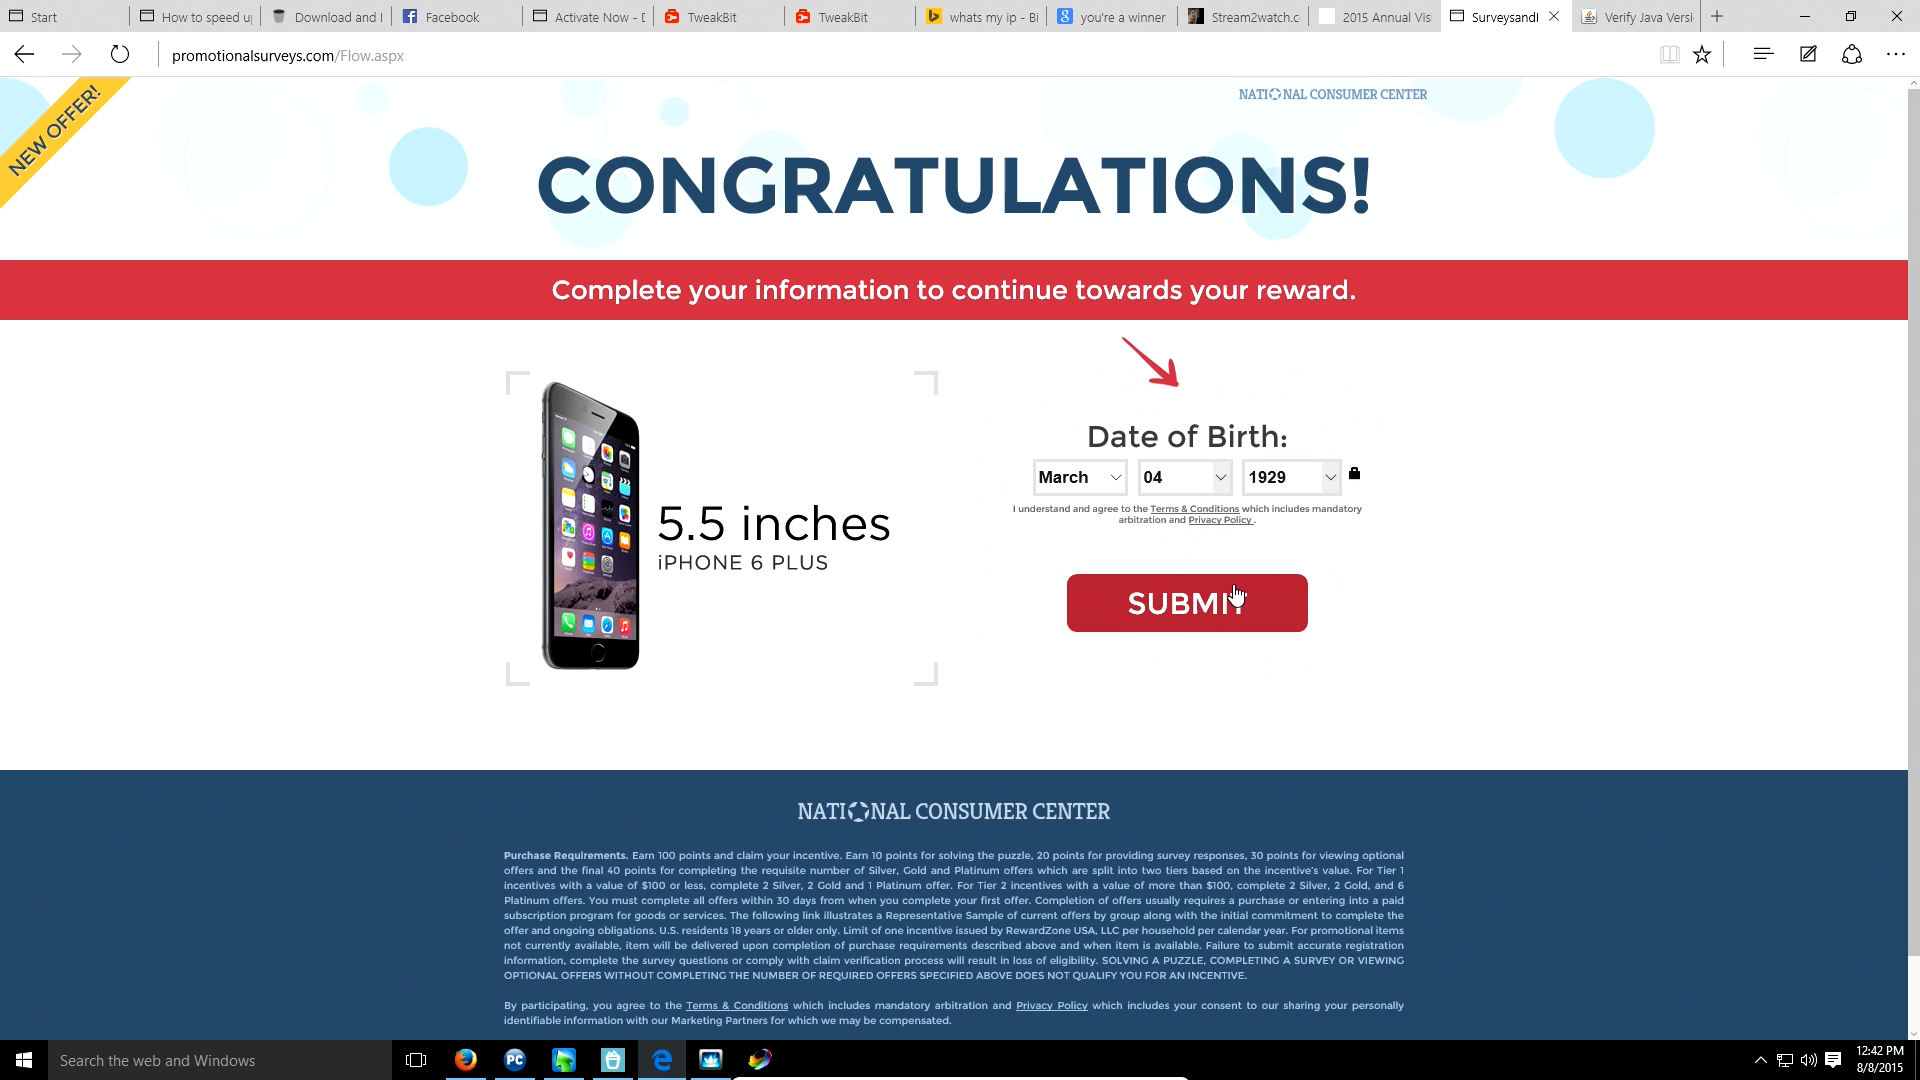 Start
How to speed u
Download and I
Facebook
Activate Now - D
TweakBit
TweakBit
whats my ip - Bi
you're a winner
Stream2watch.c
2015 Annual Vis
SurveysandI
Verify Java Versi
promotionalsurveys.com/Flow.aspx
NEW OFFER!
NATIONAL CONSUMER CENTER
CONGRATULATIONS!
Complete your information to continue towards your reward.
5.5 inches
iPHONE 6 PLUS
Date of Birth:
March 04 1929
I understand and agree to the Terms & Conditions which includes mandatory
arbitration and Privacy Policy .
SUBMIT
NATIONAL CONSUMER CENTER
Purchase Requirements. Earn 100 points and claim your incentive. Earn 10 points for solving the puzzle, 20 points for providing survey responses, 30 points for viewing optional
offers and the final 40 points for completing the requisite number of Silver, Gold and Platinum offers which are split into two tiers based on the incentive's value. For Tier 1
incentives with a value of $100 or less, complete 2 Silver, 2 Gold and 1 Platinum offer. For Tier 2 incentives with a value of more than $100, complete 2 Silver, 2 Gold, and 6
Platinum offers. You must complete all offers within 30 days from when you complete your first offer. Completion of offers usually requires a purchase or entering into a paid
subscription program for goods or services. The following link illustrates a Representative Sample of current offers by group along with the initial commitment to complete the
offer and ongoing obligations. U.S. residents 18 years or older only. Limit of one incentive issued by RewardZone USA, LLC per household per calendar year. For promotional items
not currently available, item will be delivered upon completion of purchase requirements described above and when item is available. Failure to submit accurate registration
information, complete the survey questions or comply with claim verification process will result in loss of eligibility. SOLVING A PUZZLE, COMPLETING A SURVEY OR VIEWING
OPTIONAL OFFERS WITHOUT COMPLETING THE NUMBER OF REQUIRED OFFERS SPECIFIED ABOVE DOES NOT QUALIFY YOU FOR AN INCENTIVE.
By participating, you agree to the Terms & Conditions which includes mandatory arbitration and Privacy Policy which includes your consent to our sharing your personally
identifiable information with our Marketing Partners for which we may be compensated.
Search the web and Windows
PC
12:42 PM
8/8/2015